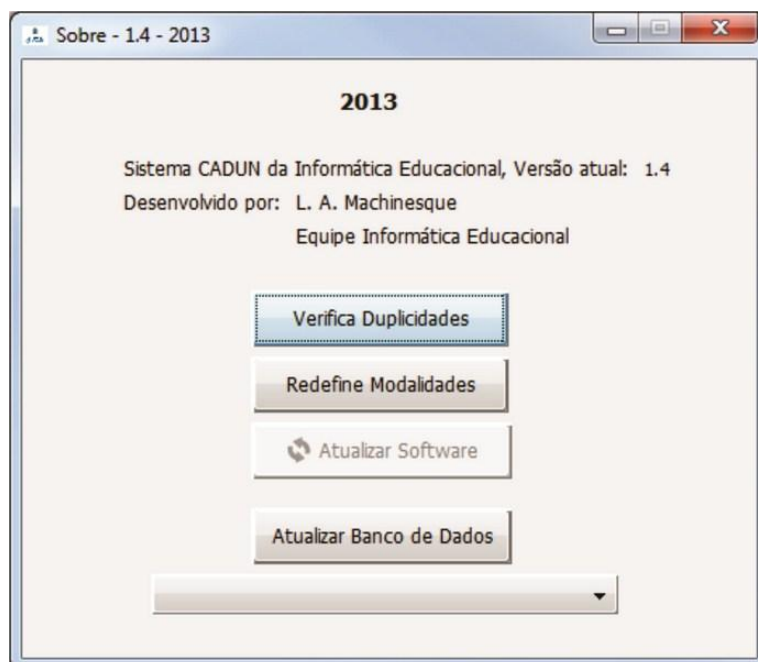 Sobre - 1.4 - 2013
2013
Sistema CADUN da Informática Educacional, Versão atual: 1.4
Desenvolvido por: L. A. Machinesque
Equipe Informática Educacional
Verifica Duplicidades
Redefine Modalidades
Atualizar Software
Atualizar Banco de Dados